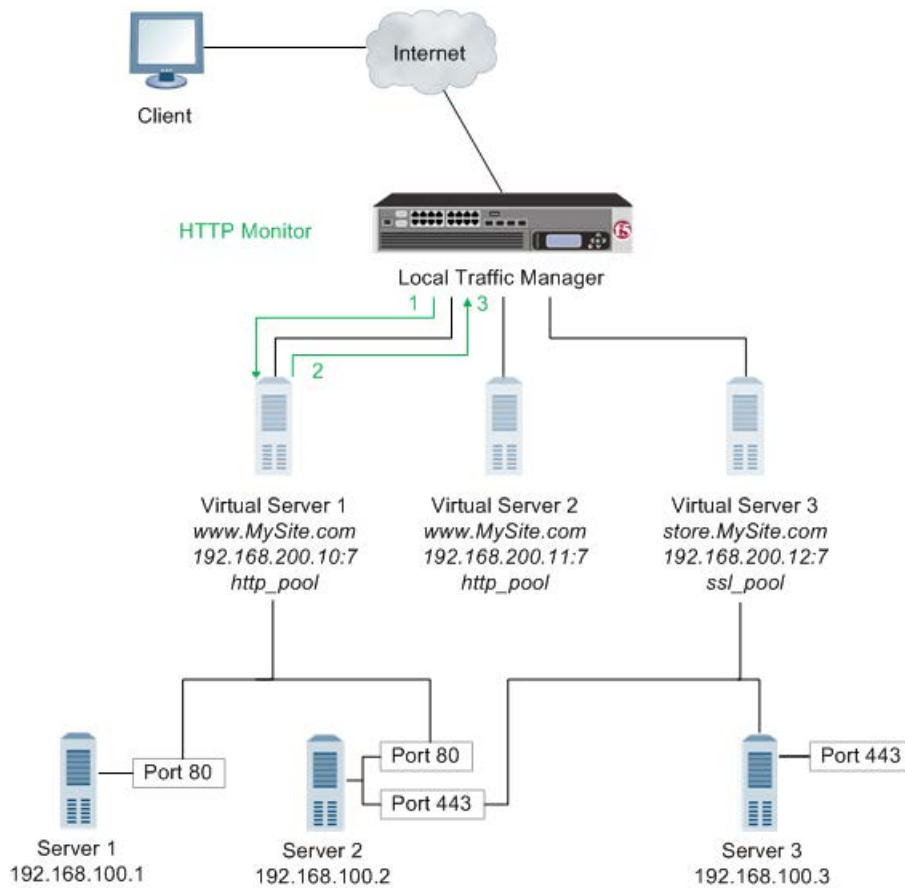 Client
Internet
HTTP Monitor
f5
Local Traffic Manager
1
3
2
Virtual Server 1
www.MySite.com
192.168.200.10:7
http_pool
Virtual Server 2
www.MySite.com
192.168.200.11:7
http_pool
Virtual Server 3
store.MySite.com
192.168.200.12:7
ssl_pool
Port 80
Port 80
Port 443
Port 443
Server 1
192.168.100.1
Server 2
192.168.100.2
Server 3
192.168.100.3